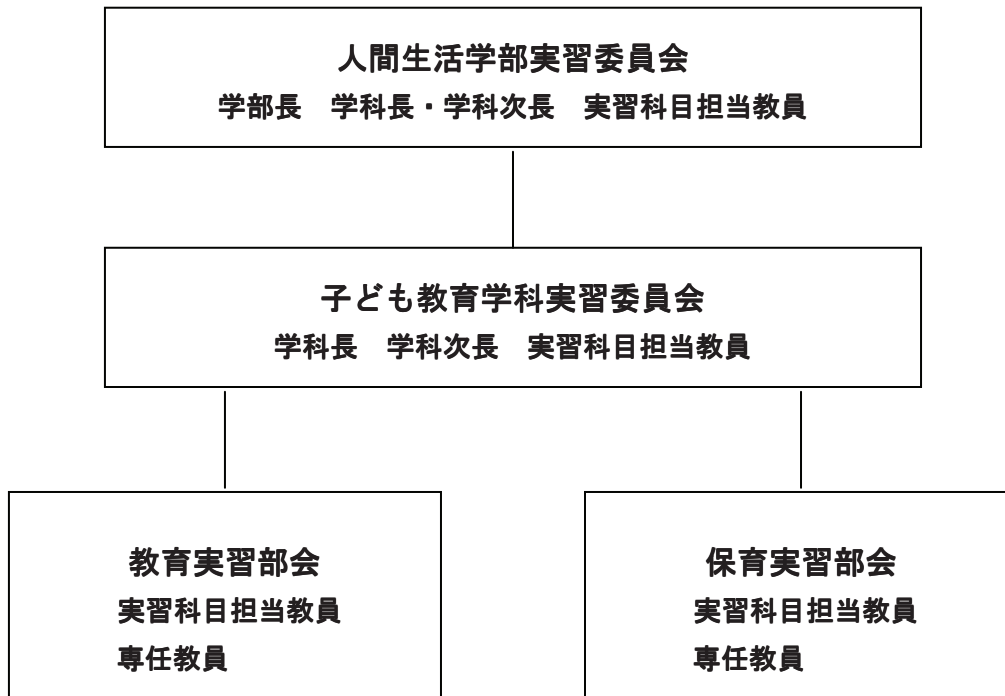 人間生活学部実習委員会
学部長　学科長・学科次長　実習科目担当教員
子ども教育学科実習委員会
学科長　学科次長　実習科目担当教員
教育実習部会
実習科目担当教員
専任教員
保育実習部会
実習科目担当教員
専任教員